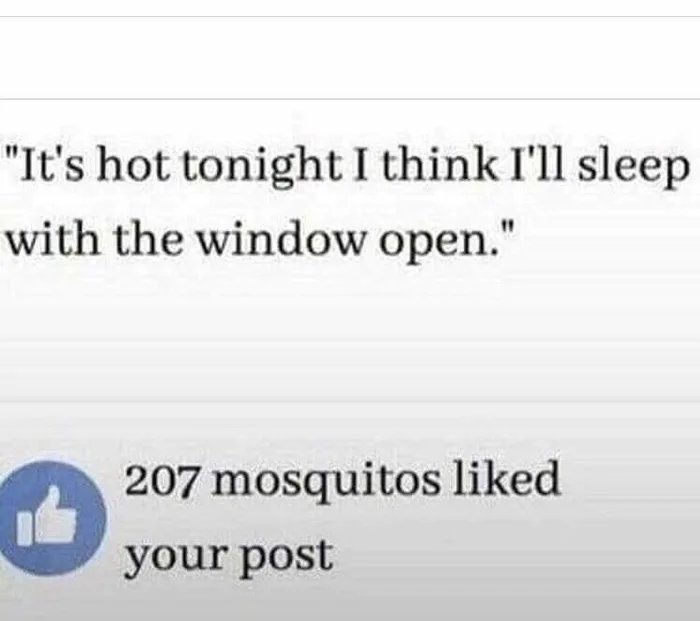 "It's hot tonight I think I'll sleep
with the window open."
207 mosquitos liked
your post